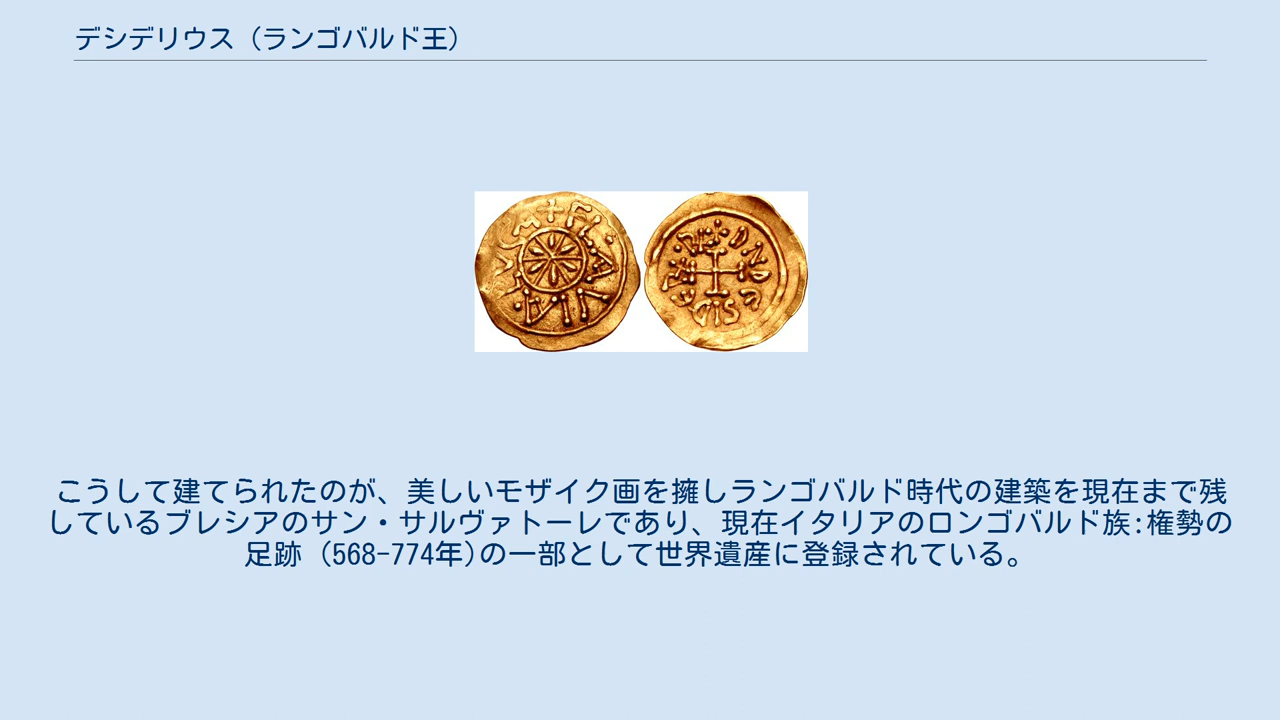 デシデリウス (ランゴバルド王)
こうして建てられたのが、美しいモザイク画を擁しランゴバルド時代の建築を現在まで残
しているブレシアのサン・サルヴァトーレであり、現在イタリアのロンゴバルド族:権勢の
足跡 (568-774年)の一部として世界遺産に登録されている。